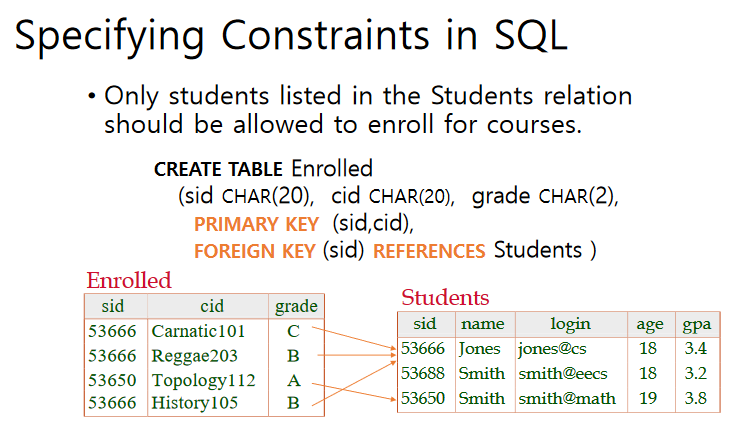 Specifying Constraints in SQL
• Only students listed in the Students relation
should be allowed to enroll for courses.
CREATE TABLE Enrolled
(sid CHAR(20), cid CHAR(20), grade CHAR(2),
PRIMARY KEY (sid,cid),
FOREIGN KEY (sid) REFERENCES Students )
Enrolled
sid cid grade
53666 Carnatic101 C
53666 Reggae203 B
53650 Topology112 A
53666 History105 B
Students
sid name login age gpa
53666 Jones jones@cs 18 3.4
53688 Smith smith@eecs 18 3.2
53650 Smith smith@math 19 3.8